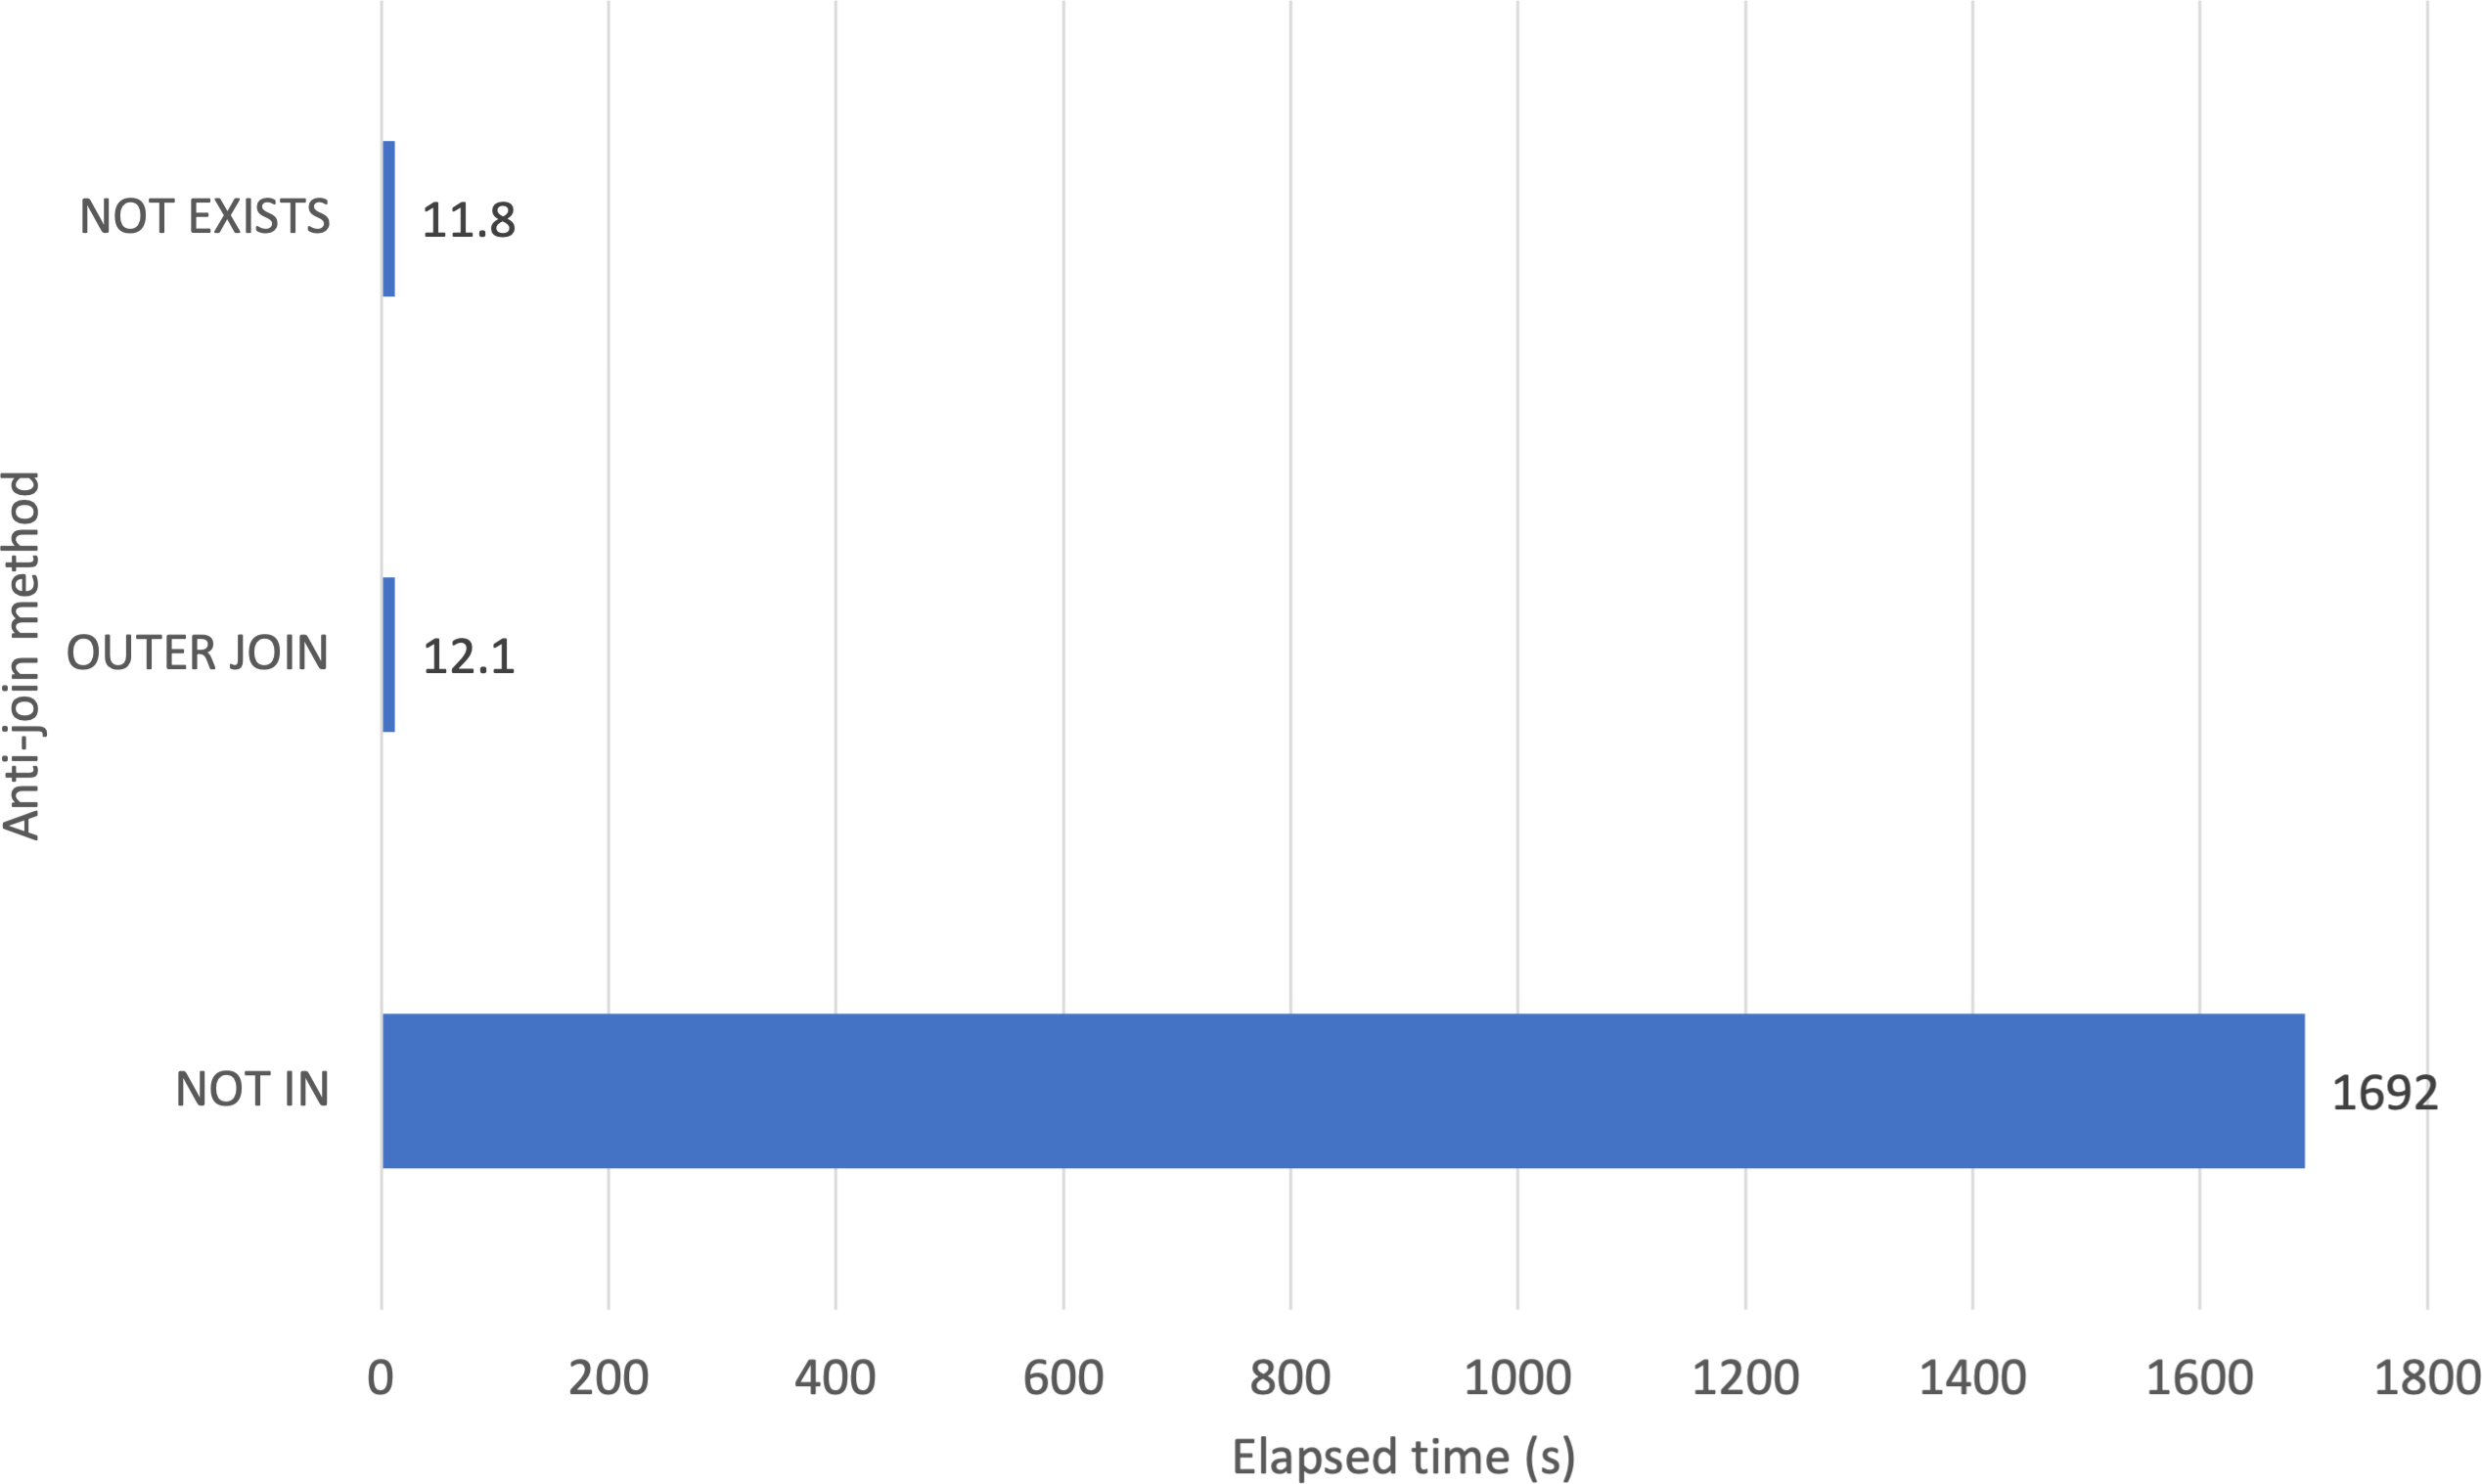 NOT EXISTS
11.8
Anti-join method
OUTER JOIN
12.1
NOT IN
1692
0 200 400 600 800 1000 1200 1400 1600 1800
Elapsed time (s)